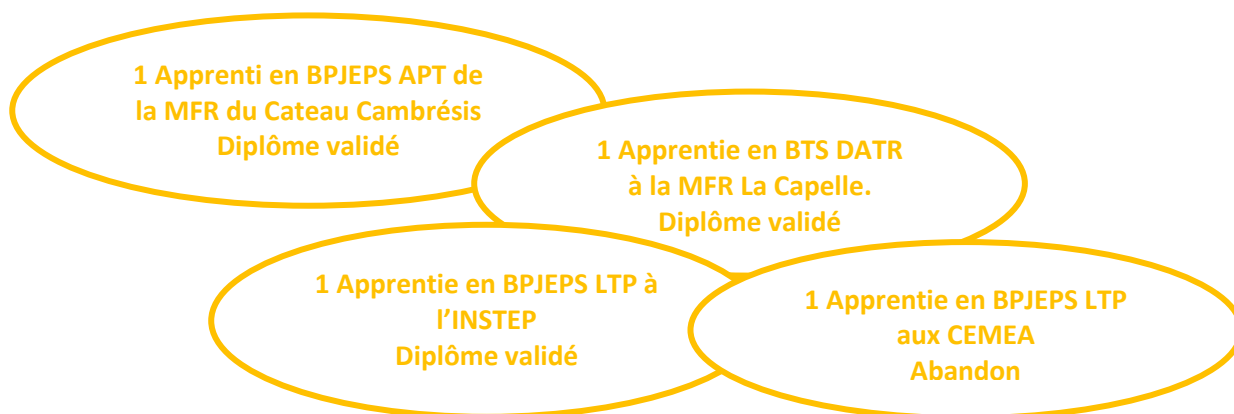 1 Apprenti en BPJEPS APT de
la MFR du Cateau Cambrésis
Diplôme validé
1 Apprentie en BTS DATR
à la MFR La Capelle.
Diplôme validé
1 Apprentie en BPJEPS LTP à
l’INSTEP
Diplôme validé
1 Apprentie en BPJEPS LTP
aux CEMEA
Abandon